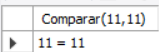 Comparar(11,11)
11 = 11